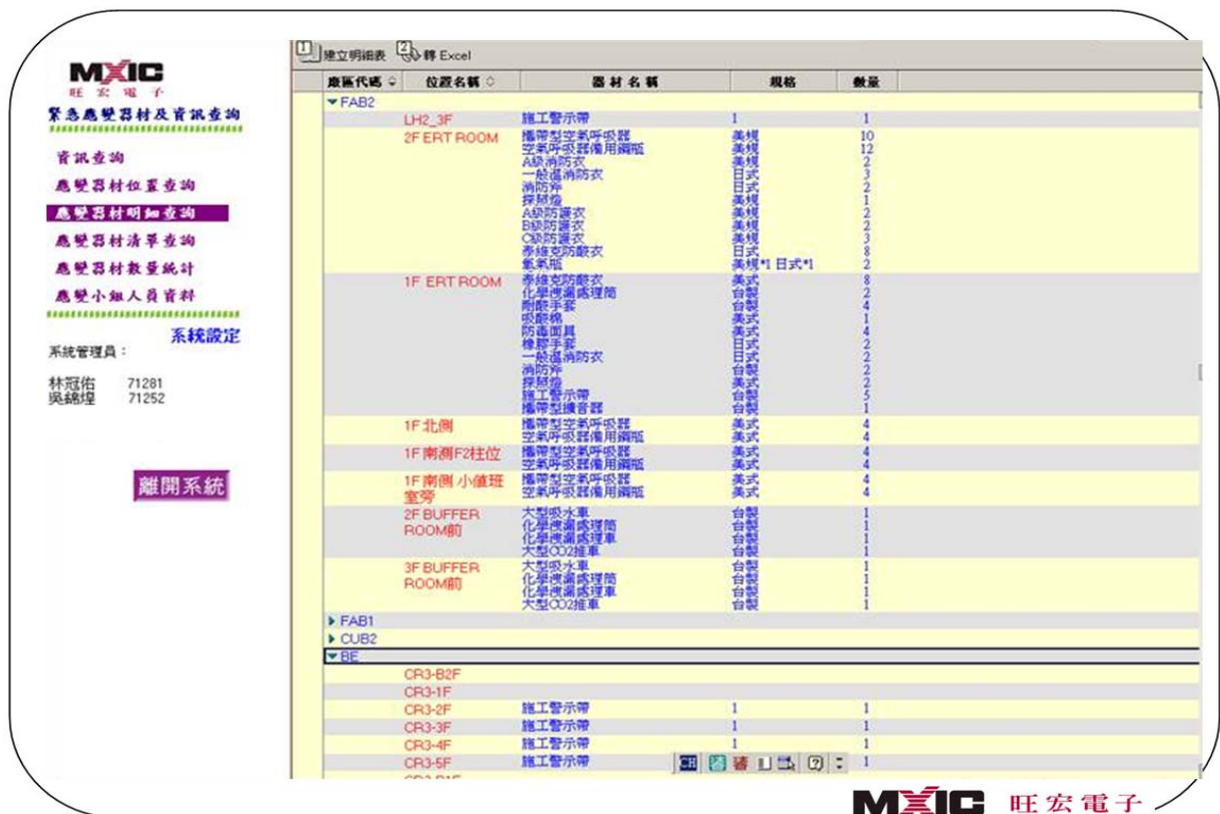 MXIC
旺宏電子
緊急應變器材及資訊查詢
資訊查詢
應變器材位置查詢
應變器材明細查詢
應變器材清單查詢
應變器材數量統計
應變小組人員資料
系統設定
系統管理員：
林冠佑 71281
吳錦煌 71252
離開系統
1 建立明細表 2 轉 Excel
廠區代碼 位置名稱 器材名稱 規格 數量
FAB2
LH2_3F 施工警示帶 1 1
2F ERT ROOM 攜帶型空氣呼吸器 美規 10
空氣呼吸器備用鋼瓶 美規 12
A級消防衣 美規 2
一般遮消防衣 日式 3
消防斧 日式 2
探照燈 美規 1
A級防護衣 美規 2
B級防護衣 美規 2
C級防護衣 美規 3
泰維克防酸衣 日式 8
氧氣瓶 美規*1 日式*1 2
1F ERT ROOM 泰維克防酸衣 美式 8
化學洩漏處理筒 台製 2
耐酸手套 台製 4
吸酸棉 美式 1
防毒面具 美式 4
橡膠手套 日式 2
一般遮消防衣 日式 2
消防斧 台製 2
探照燈 美式 2
施工警示帶 台製 5
攜帶型擴音器 台製 1
1F 北側 攜帶型空氣呼吸器 美式 4
空氣呼吸器備用鋼瓶 美式 4
1F 南測F2柱位 攜帶型空氣呼吸器 美式 4
空氣呼吸器備用鋼瓶 美式 4
1F 南側 小值班 攜帶型空氣呼吸器 美式 4
室旁 空氣呼吸器備用鋼瓶 美式 4
2F BUFFER 大型吸水車 台製 1
ROOM前 化學洩漏處理筒 台製 1
化學洩漏處理車 台製 1
大型CO2推車 台製 1
3F BUFFER 大型吸水車 台製 1
ROOM前 化學洩漏處理筒 台製 1
化學洩漏處理車 台製 1
大型CO2推車 台製 1
FAB1
CUB2
BE
CR3-B2F
CR3-1F
CR3-2F 施工警示帶 1 1
CR3-3F 施工警示帶 1 1
CR3-4F 施工警示帶 1 1
CR3-5F 施工警示帶 1
CH
MXIC 旺宏電子